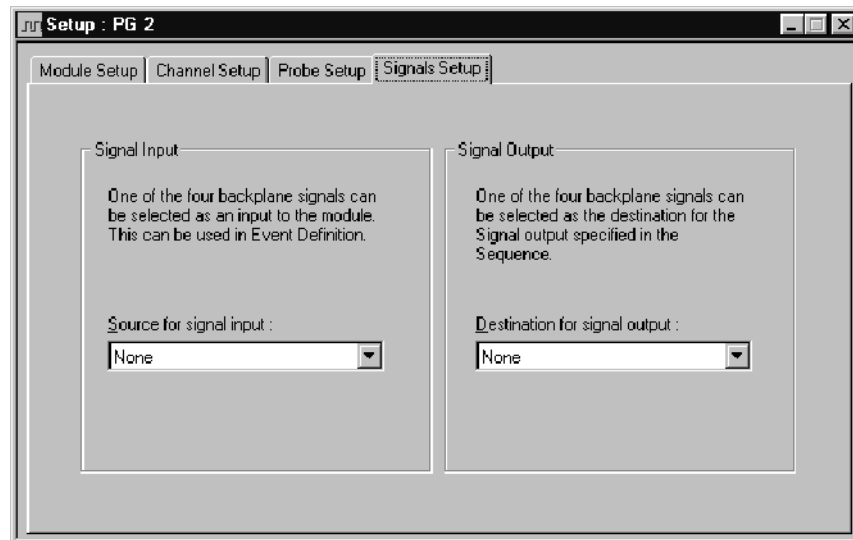 Setup : PG 2
Module Setup Channel Setup Probe Setup Signals Setup
Signal Input
One of the four backplane signals can
be selected as an input to the module.
This can be used in Event Definition.
Source for signal input :
None
Signal Output
One of the four backplane signals can
be selected as the destination for the
Signal output specified in the
Sequence.
Destination for signal output :
None